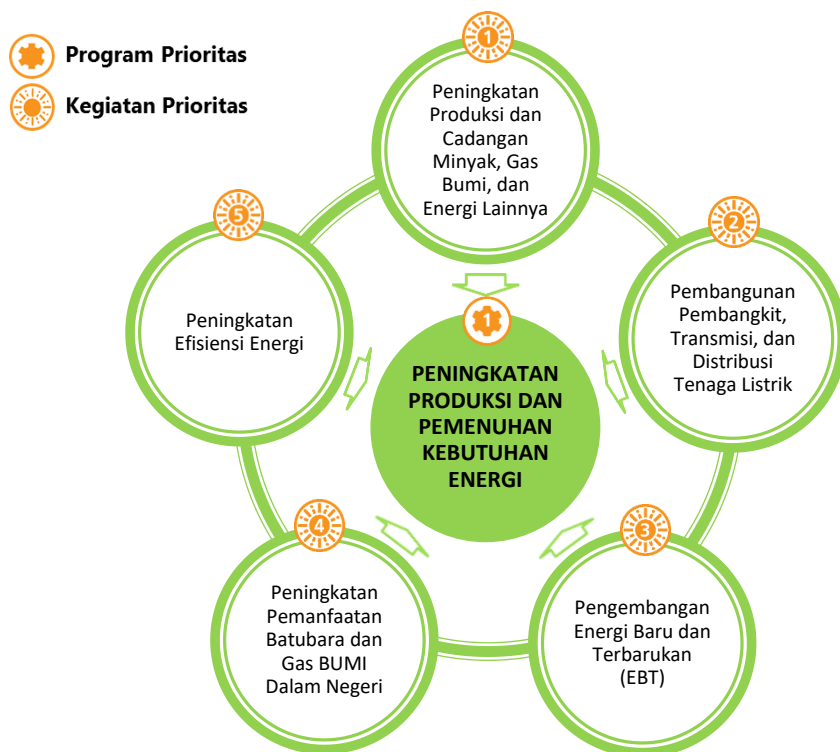 Program Prioritas
Kegiatan Prioritas
1
Peningkatan
Produksi dan
Cadangan
Minyak, Gas
Bumi, dan
Energi Lainnya
2
Pembangunan
Pembangkit,
Transmisi, dan
Distribusi
Tenaga Listrik
3
Pengembangan
Energi Baru dan
Terbarukan
(EBT)
4
Peningkatan
Pemanfaatan
Batubara dan
Gas BUMI
Dalam Negeri
5
Peningkatan
Efisiensi Energi
1
PENINGKATAN
PRODUKSI DAN
PEMENUHAN
KEBUTUHAN
ENERGI